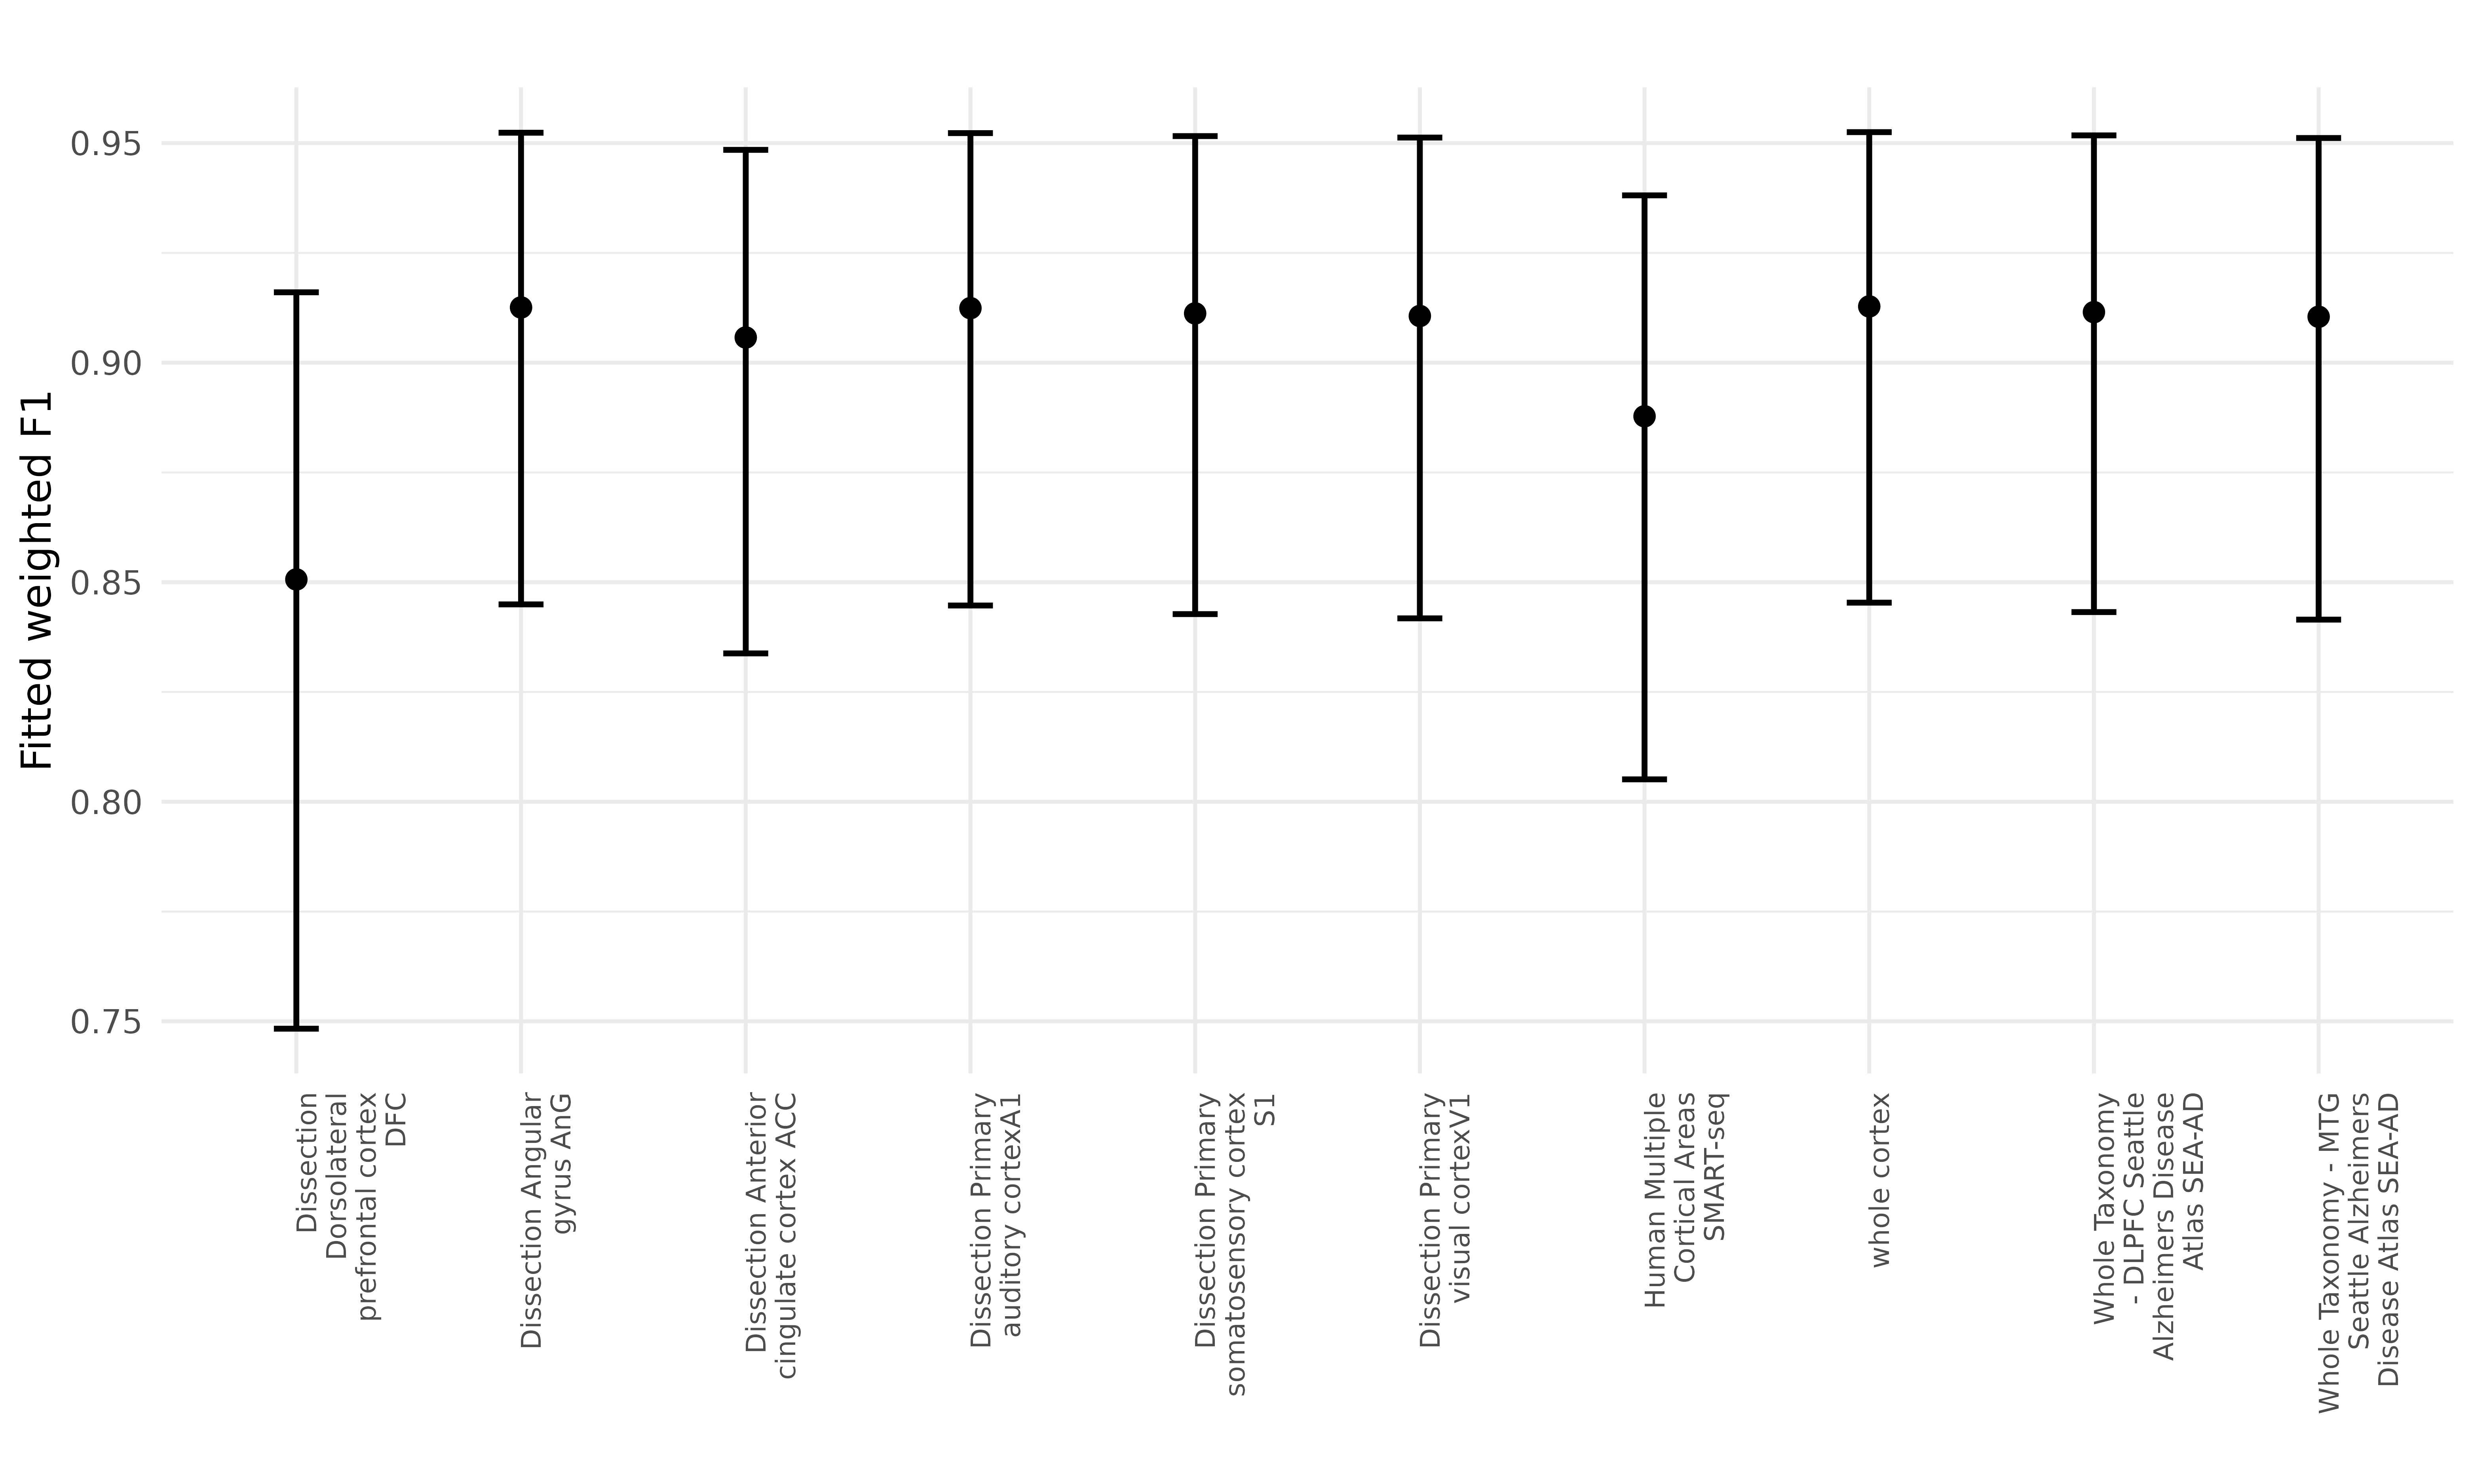 Fitted weighted F1
0.95
0.90
0.85
0.80
0.75
Dissection
Dorsolateral
prefrontal cortex
DFC
Dissection Angular
gyrus AnG
Dissection Anterior
cingulate cortex ACC
Dissection Primary
auditory cortexA1
Dissection Primary
somatosensory cortex
S1
Dissection Primary
visual cortexV1
Human Multiple
Cortical Areas
SMART-seq
whole cortex
Whole Taxonomy
- DLPFC Seattle
Alzheimers Disease
Atlas SEA-AD
Whole Taxonomy - MTG
Seattle Alzheimers
Disease Atlas SEA-AD